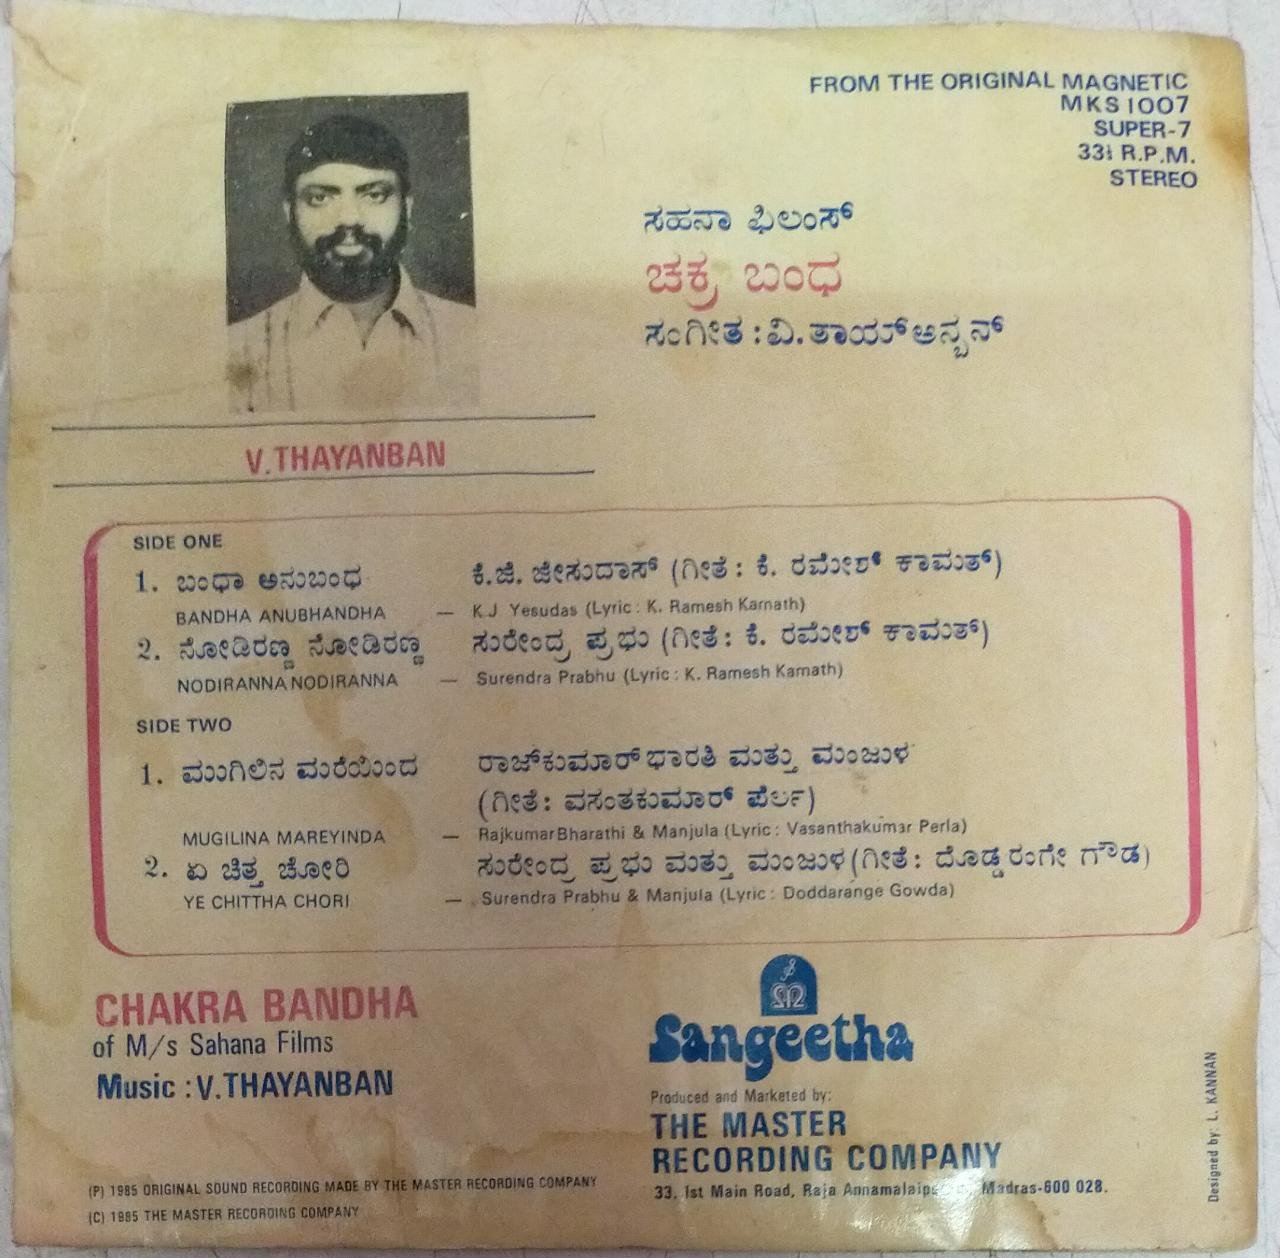 FROM THE ORIGINAL MAGNETIC
MKS 1007
SUPER-7
33⅓ R.P.M.
STEREO
ಸಹನಾ ಫಿಲಂಸ್
ಚಕ್ರ ಬಂಧ
ಸಂಗೀತ : ವಿ. ತಾಯ್ ಅನ್ಬನ್
V.THAYANBAN
SIDE ONE
1. ಬಂಧಾ ಅನುಬಂಧ ಕೆ.ಜೆ. ಜೇಸುದಾಸ್ (ಗೀತೆ : ಕೆ. ರಮೇಶ್ ಕಾಮತ್)
BANDHA ANUBHANDHA — K.J Yesudas (Lyric : K. Ramesh Kamath)
2. ನೋಡಿರಣ್ಣ ನೋಡಿರಣ್ಣ ಸುರೇಂದ್ರ ಪ್ರಭು (ಗೀತೆ : ಕೆ. ರಮೇಶ್ ಕಾಮತ್)
NODIRANNA NODIRANNA — Surendra Prabhu (Lyric : K. Ramesh Kamath)
SIDE TWO
1. ಮುಗಿಲಿನ ಮರೆಯಿಂದ ರಾಜ್‌ಕುಮಾರ್ ಭಾರತಿ ಮತ್ತು ಮಂಜುಳ
(ಗೀತೆ : ವಸಂತಕುಮಾರ್ ಪೆರ್ಲ)
MUGILINA MAREYINDA — Rajkumar Bharathi & Manjula (Lyric : Vasanthakumar Perla)
2. ಏ ಚಿತ್ತ ಚೋರಿ ಸುರೇಂದ್ರ ಪ್ರಭು ಮತ್ತು ಮಂಜುಳ (ಗೀತೆ : ದೊಡ್ಡರಂಗೇ ಗೌಡ)
YE CHITTHA CHORI — Surendra Prabhu & Manjula (Lyric : Doddarange Gowda)
CHAKRA BANDHA
of M/s Sahana Films
Music : V.THAYANBAN
(P) 1985 ORIGINAL SOUND RECORDING MADE BY THE MASTER RECORDING COMPANY
(C) 1985 THE MASTER RECORDING COMPANY
Sangeetha
Produced and Marketed by:
THE MASTER
RECORDING COMPANY
33, Ist Main Road, Raja Madras-600 028.
Designed by: L. KANNAN